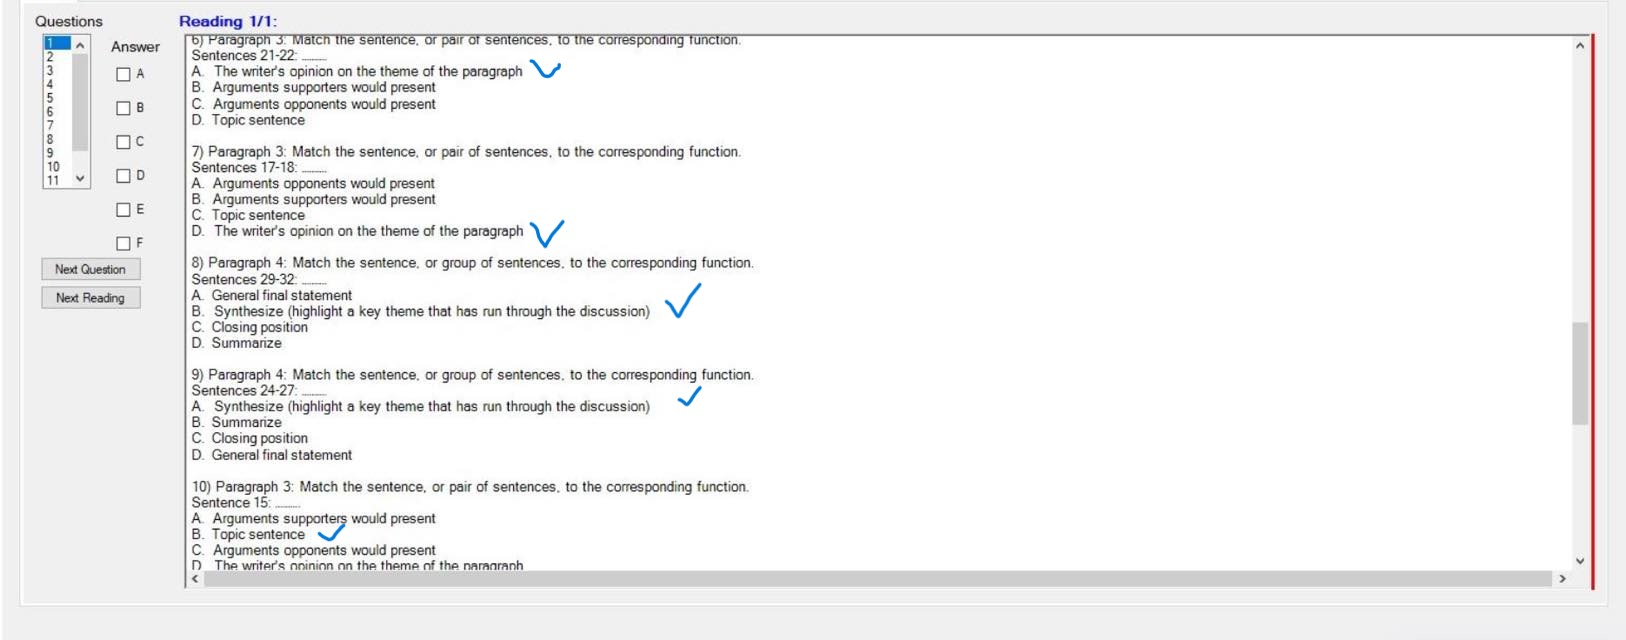 Questions
Reading 1/1:
1
2
3
4
5
6
7
8
9
10
11
Answer
A
B
C
D
E
F
Next Question
Next Reading
6) Paragraph 3: Match the sentence, or pair of sentences, to the corresponding function.
Sentences 21-22: ..........
A. The writer's opinion on the theme of the paragraph
B. Arguments supporters would present
C. Arguments opponents would present
D. Topic sentence
7) Paragraph 3: Match the sentence, or pair of sentences, to the corresponding function.
Sentences 17-18: ..........
A. Arguments opponents would present
B. Arguments supporters would present
C. Topic sentence
D. The writer's opinion on the theme of the paragraph
8) Paragraph 4: Match the sentence, or group of sentences, to the corresponding function.
Sentences 29-32: ..........
A. General final statement
B. Synthesize (highlight a key theme that has run through the discussion)
C. Closing position
D. Summarize
9) Paragraph 4: Match the sentence, or group of sentences, to the corresponding function.
Sentences 24-27: ..........
A. Synthesize (highlight a key theme that has run through the discussion)
B. Summarize
C. Closing position
D. General final statement
10) Paragraph 3: Match the sentence, or pair of sentences, to the corresponding function.
Sentence 15: ..........
A. Arguments supporters would present
B. Topic sentence
C. Arguments opponents would present
D. The writer's opinion on the theme of the paragraph